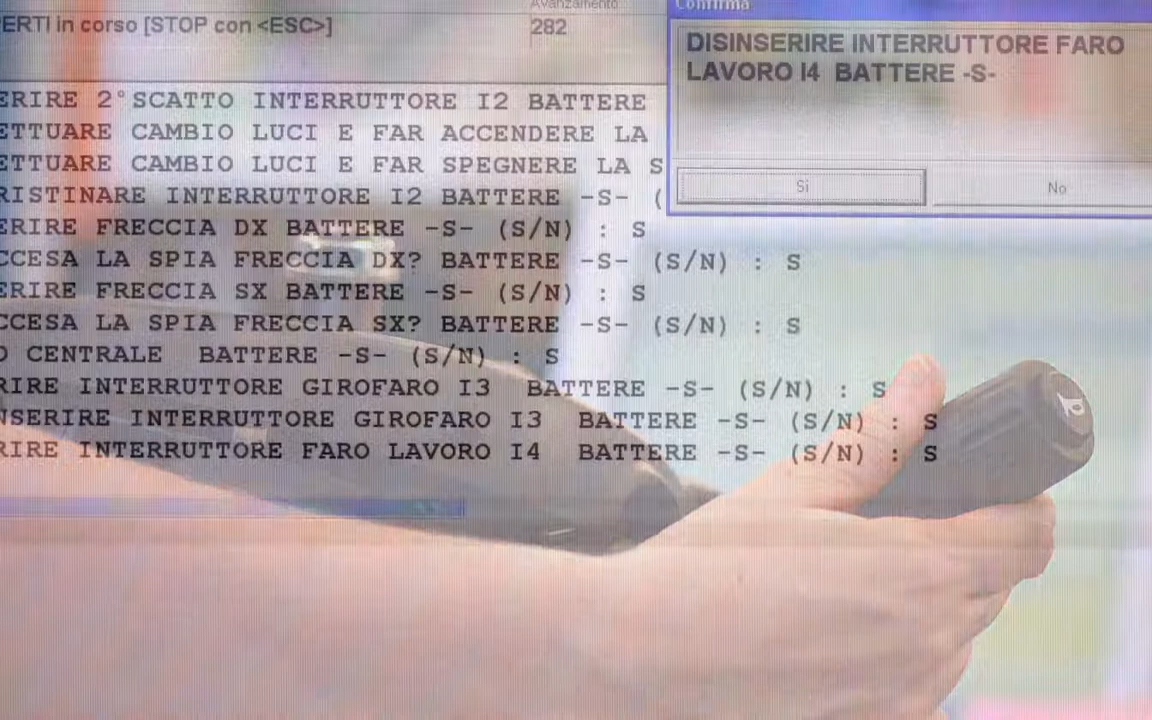 Avanzamento
Conferma
ERTI in corso [STOP con <ESC>]
282
DISINSERIRE INTERRUTTORE FARO
LAVORO I4 BATTERE -S-
Si
No
ERIRE 2°SCATTO INTERRUTTORE I2 BATTERE
ETTUARE CAMBIO LUCI E FAR ACCENDERE LA
ETTUARE CAMBIO LUCI E FAR SPEGNERE LA S
RISTINARE INTERRUTTORE I2 BATTERE -S- (
ERIRE FRECCIA DX BATTERE -S- (S/N) : S
CCESA LA SPIA FRECCIA DX? BATTERE -S- (S/N) : S
ERIRE FRECCIA SX BATTERE -S- (S/N) : S
CCESA LA SPIA FRECCIA SX? BATTERE -S- (S/N) : S
O CENTRALE BATTERE -S- (S/N) : S
RIRE INTERRUTTORE GIROFARO I3 BATTERE -S- (S/N) : S
NSERIRE INTERRUTTORE GIROFARO I3 BATTERE -S- (S/N) : S
RIRE INTERRUTTORE FARO LAVORO I4 BATTERE -S- (S/N) : S